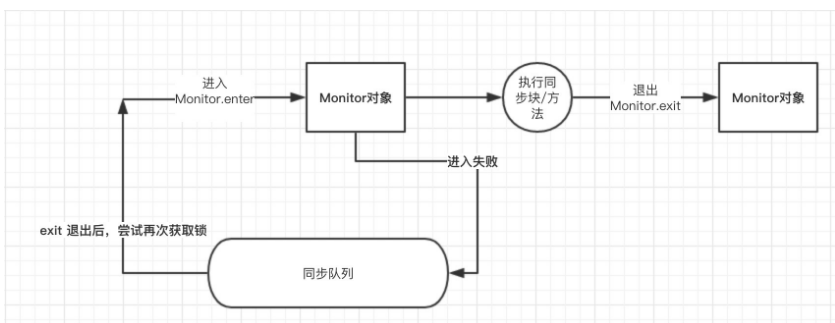 进入
Monitor.enter
Monitor对象
执行同
步块/方
法
退出
Monitor.exit
Monitor对象
进入失败
exit 退出后，尝试再次获取锁
同步队列